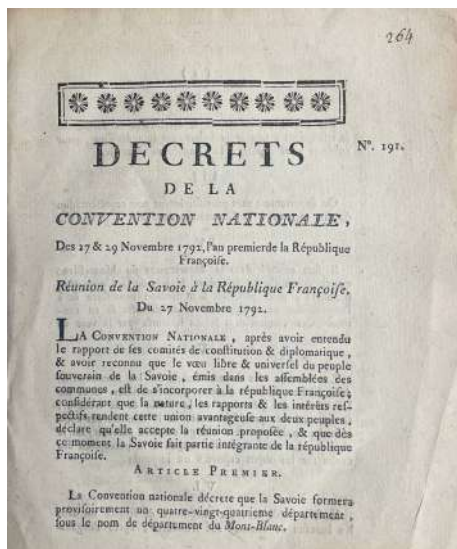 264
DECRETS
N°. 191.
DE LA
CONVENTION NATIONALE,
Des 27 & 29 Novembre 1792, l'an premier de la République
Françoiſe.
Réunion de la Savoie à la République Françoiſe.
Du 27 Novembre 1792.
LA CONVENTION NATIONALE, après avoir entendu
le rapport de ſes comités de conſtitution & diplomatique,
& avoir reconnu que le vœu libre & univerſel du peuple
ſouverain de la Savoie, émis dans les aſſemblées des
communes, eſt de s'incorporer à la république Françoiſe;
conſidérant que la nature, les rapports & les intérêts reſ-
pectifs rendent cette union avantageuſe aux deux peuples,
déclare qu'elle accepte la réunion propoſée, & que dès
ce moment la Savoie fait partie intégrante de la république
Françoiſe.
ARTICLE PREMIER.
La Convention nationale décrete que la Savoie formera
proviſoirement un quatre-vingt-quatrieme département,
ſous le nom de département du Mont-Blanc.